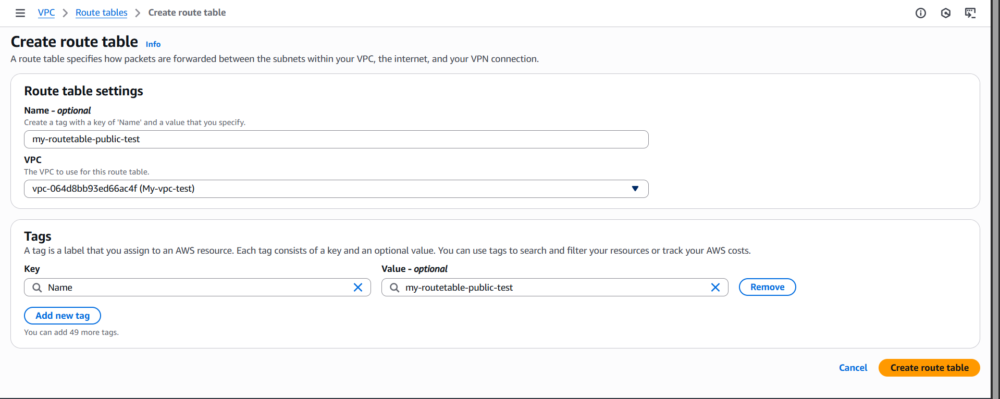 VPC > Route tables > Create route table
Create route table Info
A route table specifies how packets are forwarded between the subnets within your VPC, the internet, and your VPN connection.
Route table settings
Name - optional
Create a tag with a key of 'Name' and a value that you specify.
my-routetable-public-test
VPC
The VPC to use for this route table.
vpc-064d8bb93ed66ac4f (My-vpc-test)
Tags
A tag is a label that you assign to an AWS resource. Each tag consists of a key and an optional value. You can use tags to search and filter your resources or track your AWS costs.
Key Value - optional
Name my-routetable-public-test Remove
Add new tag
You can add 49 more tags.
Cancel Create route table